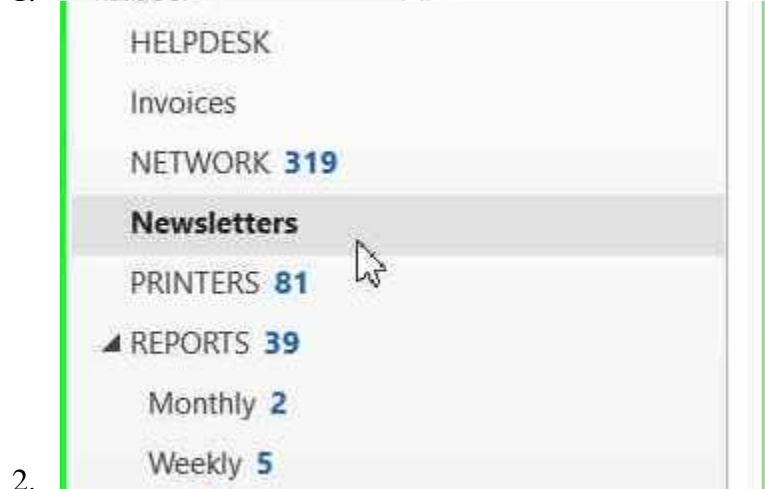 HELPDESK
Invoices
NETWORK 319
Newsletters
PRINTERS 81
REPORTS 39
Monthly 2
Weekly 5
2.